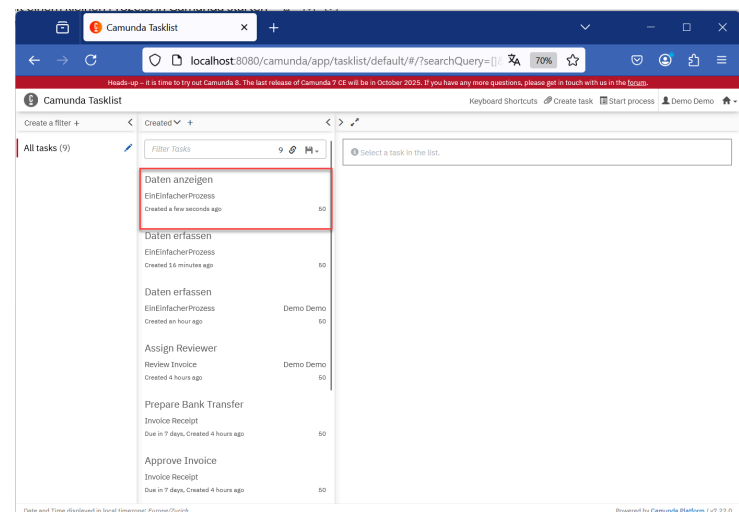 Camunda Tasklist
localhost:8080/camunda/app/tasklist/default/#/?searchQuery=[]
70%
Heads-up – it is time to try out Camunda 8. The last release of Camunda 7 CE will be in October 2025. If you have any more questions, please get in touch with us in the forum.
Camunda Tasklist
Keyboard Shortcuts Create task Start process Demo Demo
Create a filter +
Created +
All tasks (9)
Filter Tasks 9
Select a task in the list.
Daten anzeigen
EinEinfacherProzess
Created a few seconds ago 50
Daten erfassen
EinEinfacherProzess
Created 16 minutes ago 50
Daten erfassen
EinEinfacherProzess Demo Demo
Created an hour ago 50
Assign Reviewer
Review Invoice Demo Demo
Created 4 hours ago 50
Prepare Bank Transfer
Invoice Receipt
Due in 7 days, Created 4 hours ago 50
Approve Invoice
Invoice Receipt
Due in 7 days, Created 4 hours ago 50
Date and Time displayed in local timezone: Europe/Zurich
Powered by Camunda Platform / v7.22.0